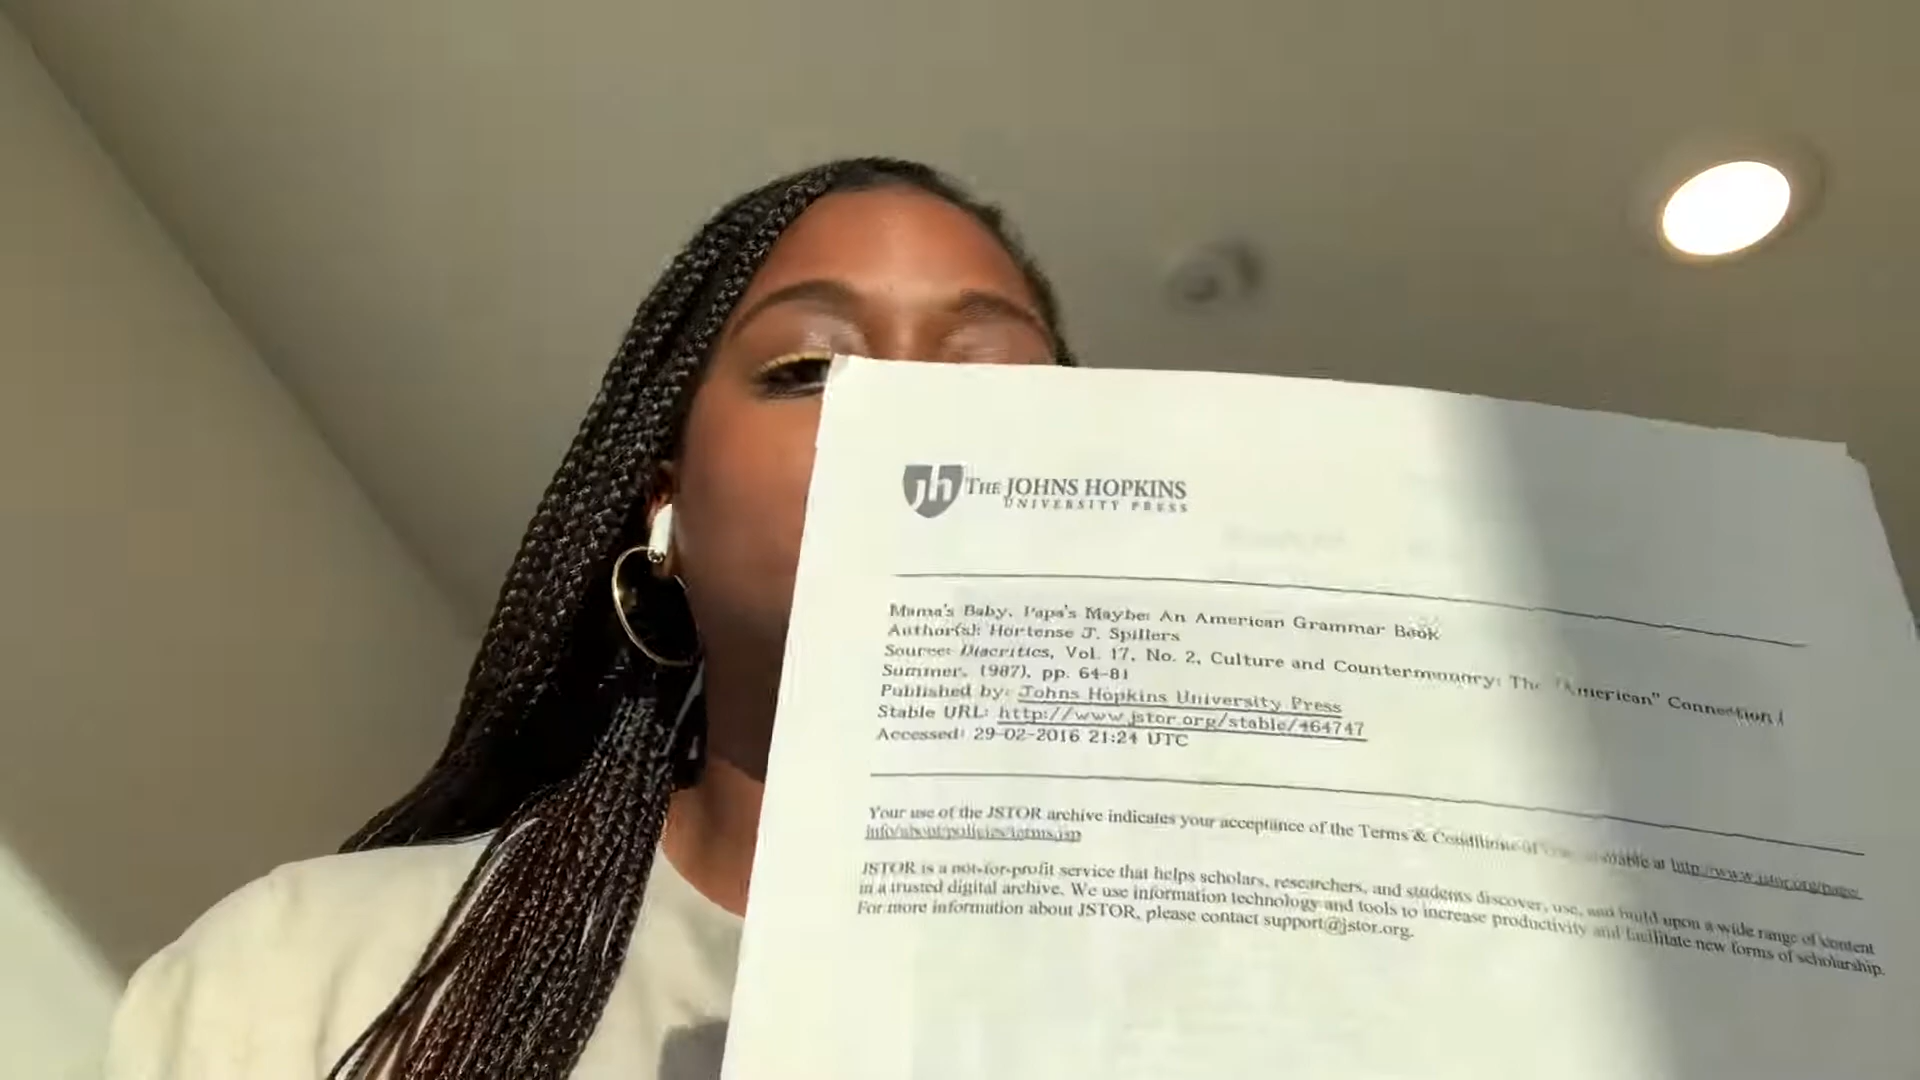 jh THE JOHNS HOPKINS
UNIVERSITY PRESS
Mama's Baby, Papa's Maybe: An American Grammar Book
Author(s): Hortense J. Spillers
Source: Diacritics, Vol. 17, No. 2, Culture and Countermemory: The "American" Connection (
Summer, 1987), pp. 64-81
Published by: Johns Hopkins University Press
Stable URL: http://www.jstor.org/stable/464747
Accessed: 29-02-2016 21:24 UTC
Your use of the JSTOR archive indicates your acceptance of the Terms & Conditions of available at http://www.jstor.org/page/
info/about/policies/terms.jsp
JSTOR is a not-for-profit service that helps scholars, researchers, and students discover, use, and build upon a wide range of content
in a trusted digital archive. We use information technology and tools to increase productivity and facilitate new forms of scholarship.
For more information about JSTOR, please contact support@jstor.org.